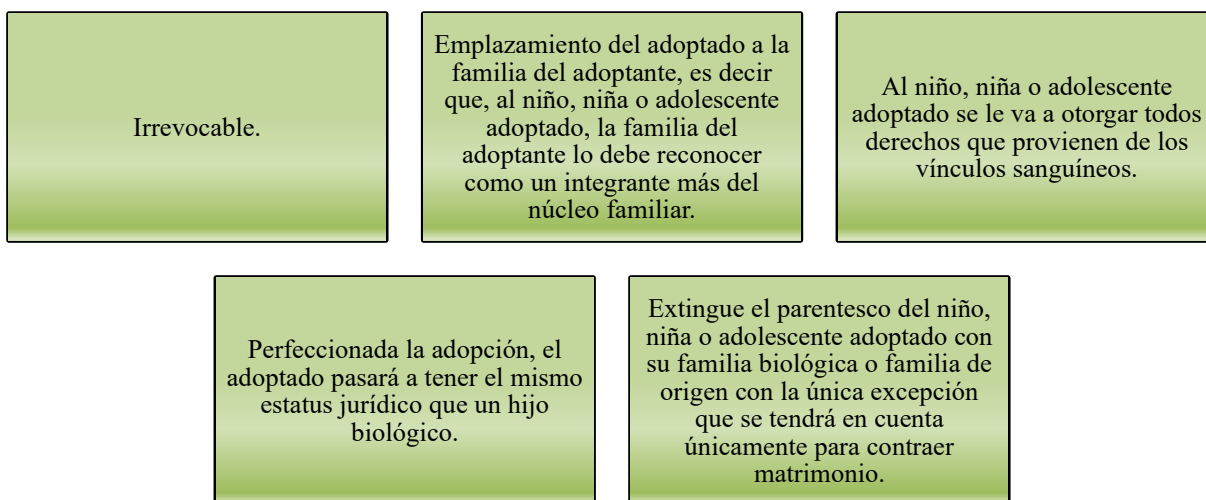 Irrevocable.
Emplazamiento del adoptado a la
familia del adoptante, es decir
que, al niño, niña o adolescente
adoptado, la familia del
adoptante lo debe reconocer
como un integrante más del
núcleo familiar.
Al niño, niña o adolescente
adoptado se le va a otorgar todos
derechos que provienen de los
vínculos sanguíneos.
Perfeccionada la adopción, el
adoptado pasará a tener el mismo
estatus jurídico que un hijo
biológico.
Extingue el parentesco del niño,
niña o adolescente adoptado con
su familia biológica o familia de
origen con la única excepción
que se tendrá en cuenta
únicamente para contraer
matrimonio.